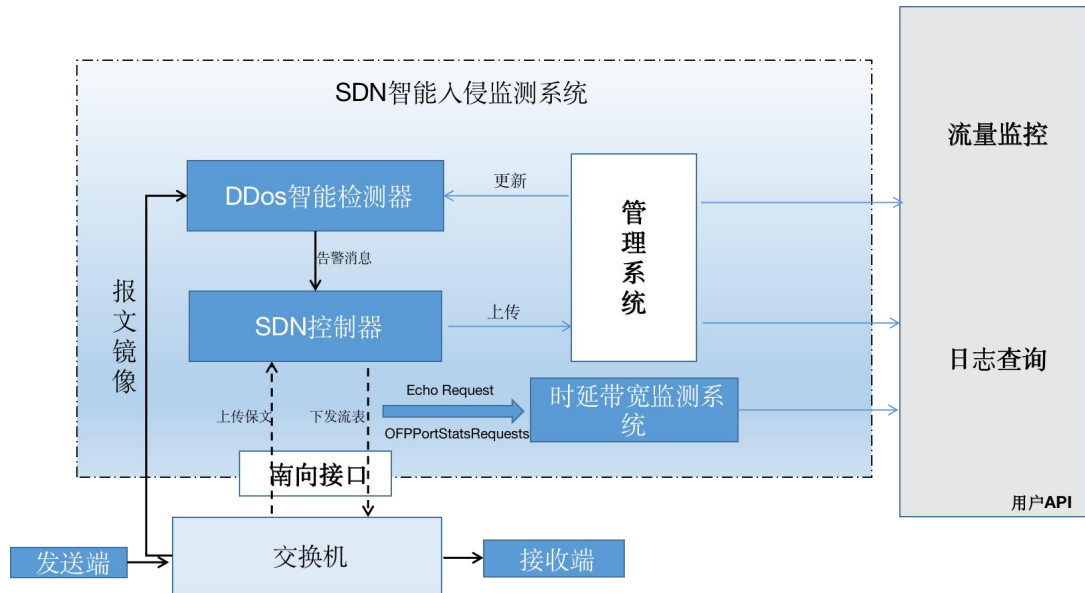 SDN智能入侵监测系统
流量监控
DDos智能检测器
更新
管理系统
告警消息
报文镜像
SDN控制器
上传
日志查询
Echo Request
时延带宽监测系统
上传保文
下发流表
OFPPortStatsRequests
南向接口
用户API
发送端
交换机
接收端